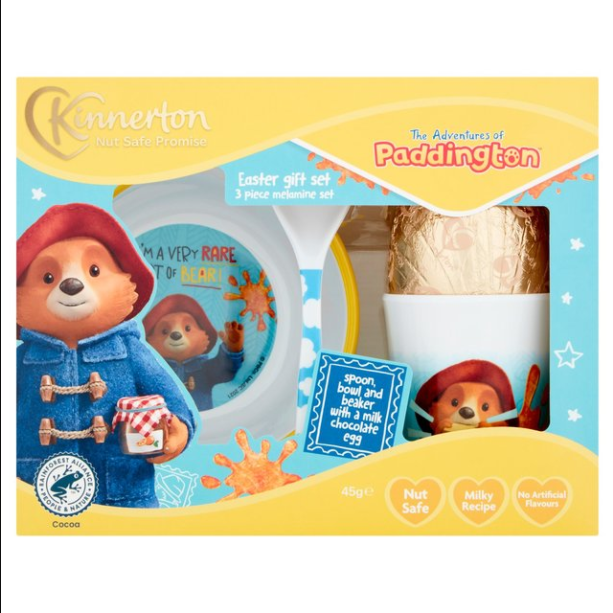 Kinnerton
Nut Safe Promise
The Adventures of
Paddington
Easter gift set
3 piece melamine set
I'M A VERY RARE
OF BEAR!
spoon,
bowl and
beaker
with a milk
chocolate
egg
RAINFOREST ALLIANCE
PEOPLE & NATURE
Cocoa
45g℮
Nut
Safe
Milky
Recipe
No Artificial
Flavours